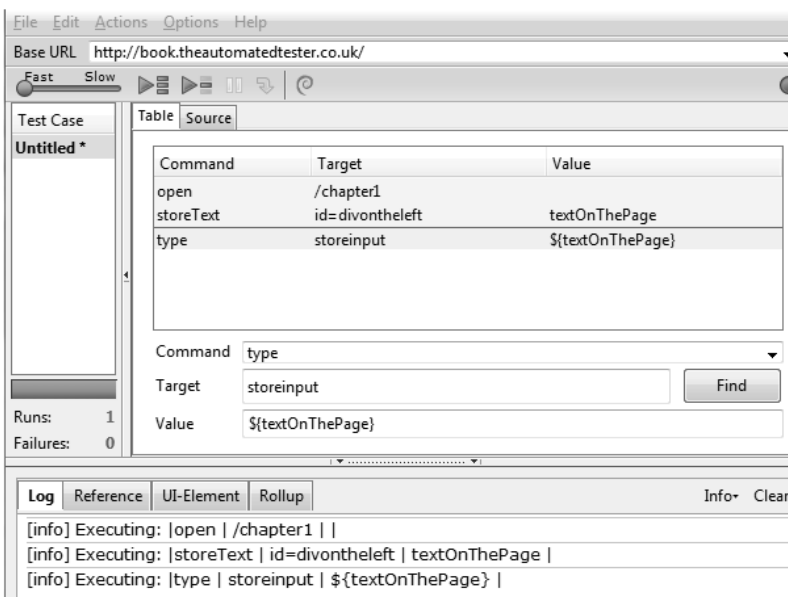 File Edit Actions Options Help
Base URL http://book.theautomatedtester.co.uk/
Fast Slow
Test Case
Untitled *
Table Source
Command Target Value
open /chapter1
storeText id=divontheleft textOnThePage
type storeinput ${textOnThePage}
Command type
Target storeinput Find
Value ${textOnThePage}
Runs: 1
Failures: 0
Log Reference UI-Element Rollup Info Clear
[info] Executing: |open | /chapter1 | |
[info] Executing: |storeText | id=divontheleft | textOnThePage |
[info] Executing: |type | storeinput | ${textOnThePage} |